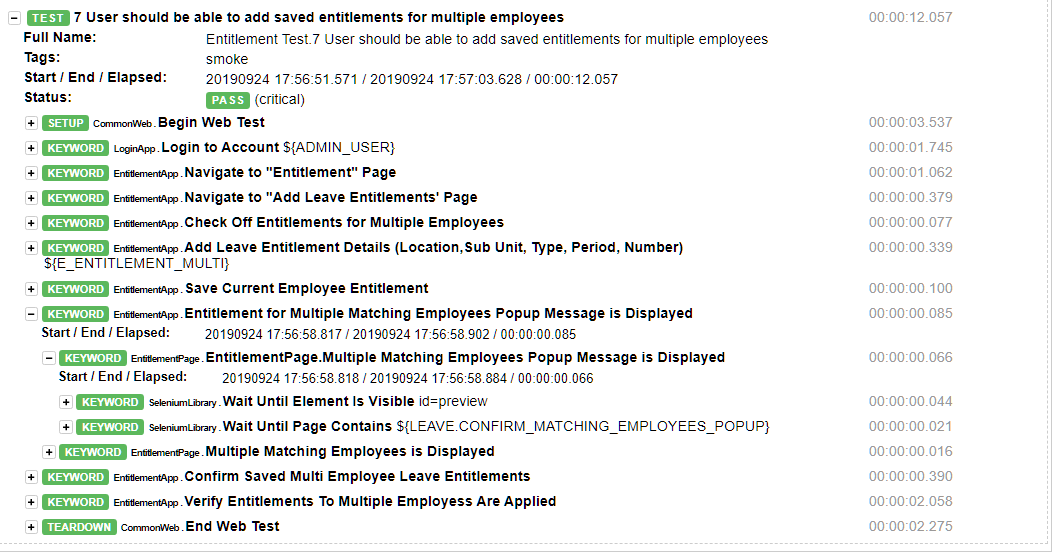 TEST 7 User should be able to add saved entitlements for multiple employees 00:00:12.057
Full Name: Entitlement Test.7 User should be able to add saved entitlements for multiple employees
Tags: smoke
Start / End / Elapsed: 20190924 17:56:51.571 / 20190924 17:57:03.628 / 00:00:12.057
Status: PASS (critical)
+ SETUP CommonWeb.Begin Web Test 00:00:03.537
+ KEYWORD LoginApp.Login to Account ${ADMIN_USER} 00:00:01.745
+ KEYWORD EntitlementApp.Navigate to "Entitlement" Page 00:00:01.062
+ KEYWORD EntitlementApp.Navigate to "Add Leave Entitlements' Page 00:00:00.379
+ KEYWORD EntitlementApp.Check Off Entitlements for Multiple Employees 00:00:00.077
+ KEYWORD EntitlementApp.Add Leave Entitlement Details (Location,Sub Unit, Type, Period, Number) 00:00:00.339
${E_ENTITLEMENT_MULTI}
+ KEYWORD EntitlementApp.Save Current Employee Entitlement 00:00:00.100
- KEYWORD EntitlementApp.Entitlement for Multiple Matching Employees Popup Message is Displayed 00:00:00.085
Start / End / Elapsed: 20190924 17:56:58.817 / 20190924 17:56:58.902 / 00:00:00.085
- KEYWORD EntitlementPage.EntitlementPage.Multiple Matching Employees Popup Message is Displayed 00:00:00.066
Start / End / Elapsed: 20190924 17:56:58.818 / 20190924 17:56:58.884 / 00:00:00.066
+ KEYWORD SeleniumLibrary.Wait Until Element Is Visible id=preview 00:00:00.044
+ KEYWORD SeleniumLibrary.Wait Until Page Contains ${LEAVE.CONFIRM_MATCHING_EMPLOYEES_POPUP} 00:00:00.021
+ KEYWORD EntitlementPage.Multiple Matching Employees is Displayed 00:00:00.016
+ KEYWORD EntitlementApp.Confirm Saved Multi Employee Leave Entitlements 00:00:00.390
+ KEYWORD EntitlementApp.Verify Entitlements To Multiple Employess Are Applied 00:00:02.058
+ TEARDOWN CommonWeb.End Web Test 00:00:02.275